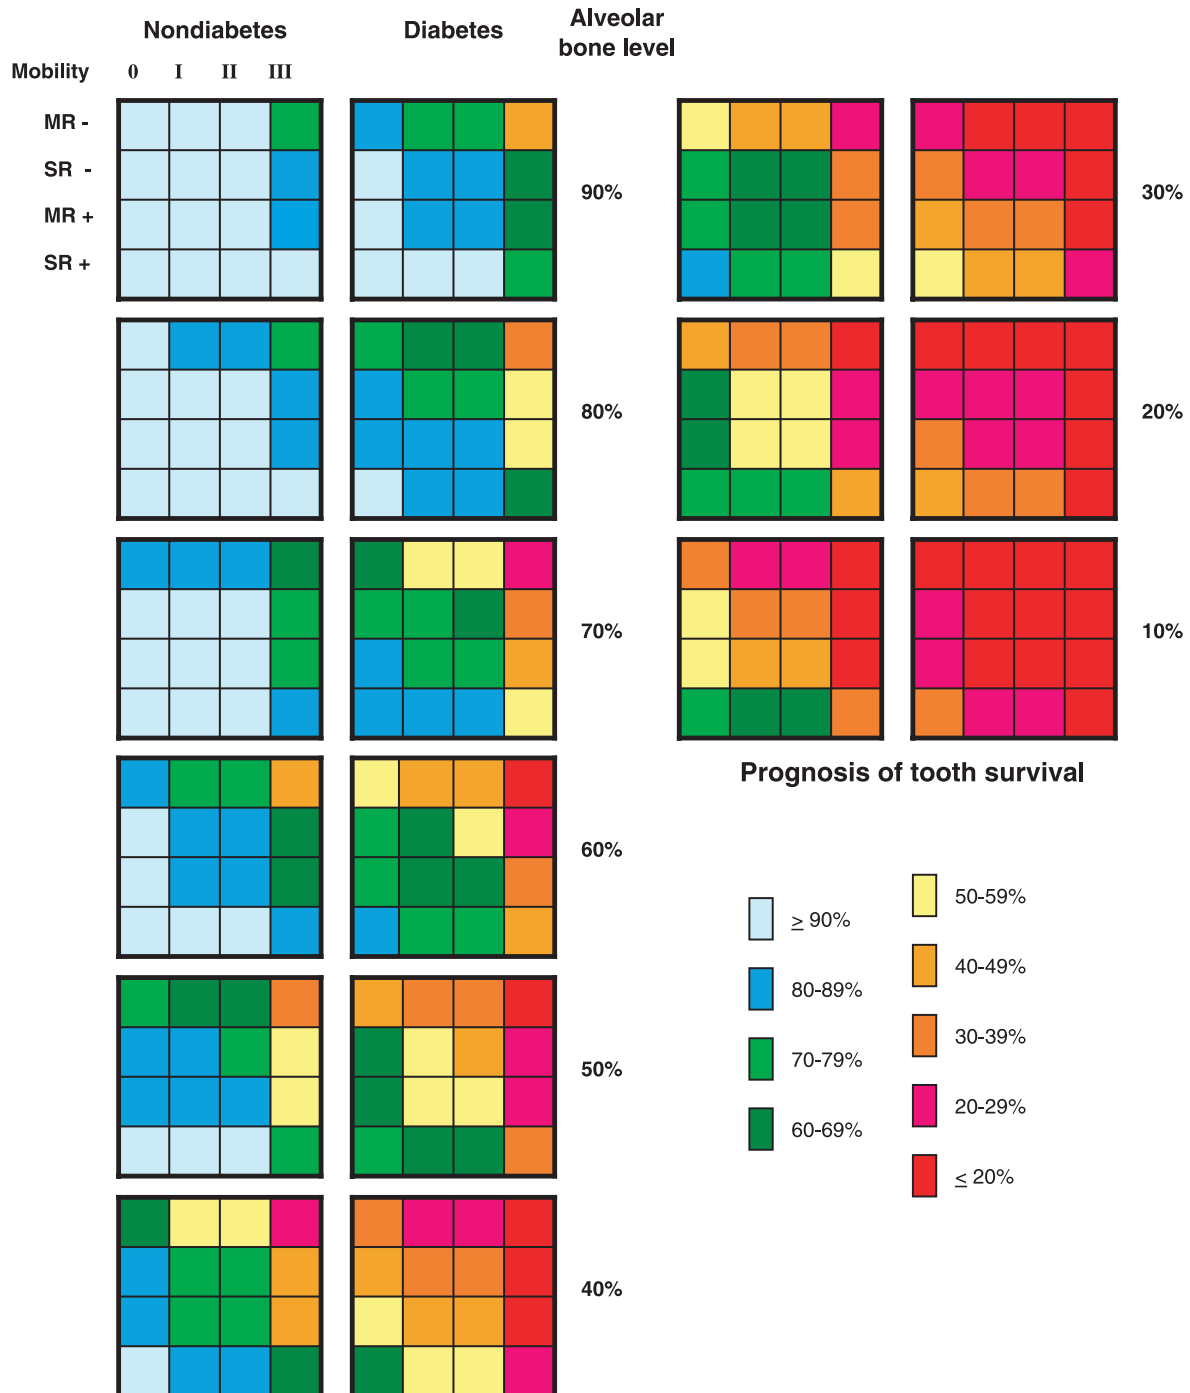 Nondiabetes Diabetes Alveolar
bone level
Mobility 0 I II III
MR -
SR -
MR +
SR +
90%
30%
80%
20%
70%
10%
60%
50%
40%
Prognosis of tooth survival
≥ 90%
80-89%
70-79%
60-69%
50-59%
40-49%
30-39%
20-29%
≤ 20%